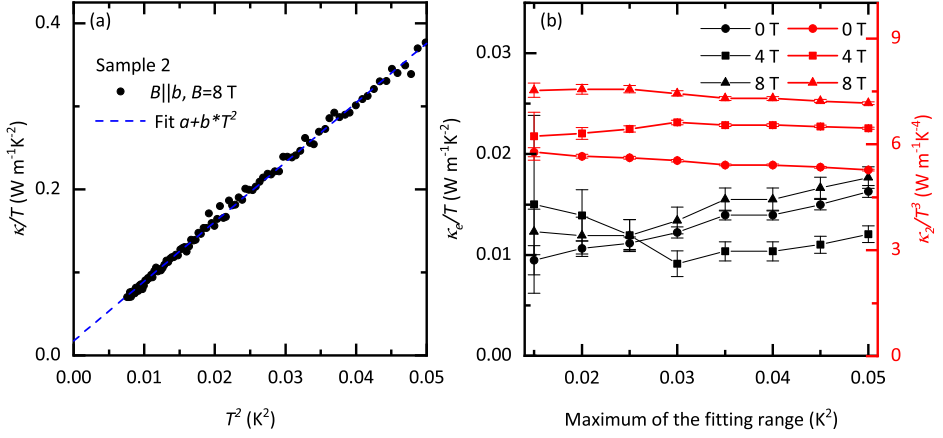 (a)
Sample 2
B||b, B=8 T
Fit a+b*T²
κ/T (W m⁻¹K⁻²)
0.4
0.2
0.0
0.00 0.01 0.02 0.03 0.04 0.05
T² (K²)
(b)
0 T 0 T
4 T 4 T
8 T 8 T
κₑ/T (W m⁻¹K⁻²)
0.03
0.02
0.01
0.00
0.02 0.03 0.04 0.05
Maximum of the fitting range (K²)
9
6
3
0
κ₂/T³ (W m⁻¹K⁻⁴)